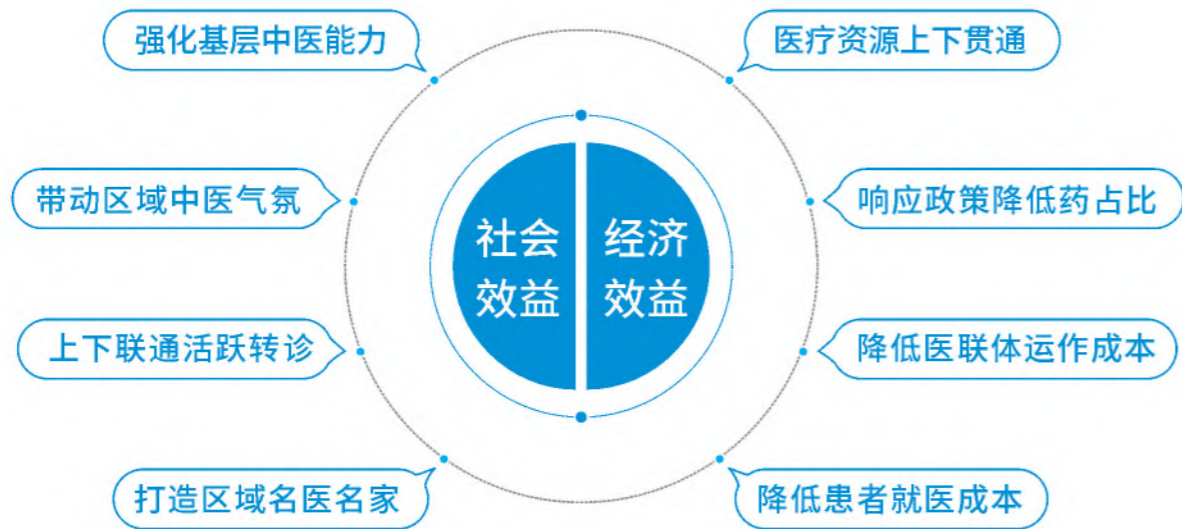 强化基层中医能力
医疗资源上下贯通
带动区域中医气氛
响应政策降低药占比
社会
效益
经济
效益
上下联通活跃转诊
降低医联体运作成本
打造区域名医名家
降低患者就医成本